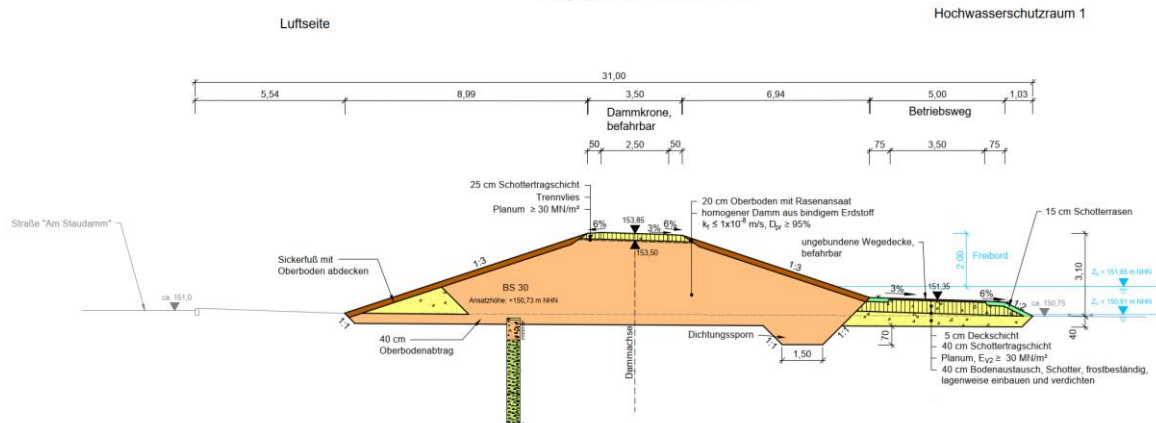 Luftseite
Hochwasserschutzraum 1
31,00
5,54
8,99
3,50
6,94
5,00
1,03
Dammkrone,
befahrbar
Betriebsweg
50
2,50
50
75
3,50
75
25 cm Schottertragschicht
Trennvlies
Planum ≥ 30 MN/m²
20 cm Oberboden mit Rasenansaat
homogener Damm aus bindigem Erdstoff
kf ≤ 1x10⁻⁸ m/s, Dpr ≥ 95%
15 cm Schotterrasen
Straße "Am Staudamm"
6%
153,85
3%
6%
153,50
ungebundene Wegedecke,
befahrbar
2,00
Frebord
3,10
Sickerfuß mit
Oberboden abdecken
1:3
1:3
BS 30
Ansatzhöhe: +150,73 m NHN
3%
151,35
6%
1:2
= 151,85 m NHN
= 150,61 m NHN
ca. 151,0
ca. 150,75
1:1
40 cm
Oberbodenabtrag
Dammachse
Dichtungssporn
1:1
1,50
1:1
70
40
5 cm Deckschicht
40 cm Schottertragschicht
Planum, EV2 ≥ 30 MN/m²
40 cm Bodenaustausch, Schotter, frostbeständig,
lagenweise einbauen und verdichten